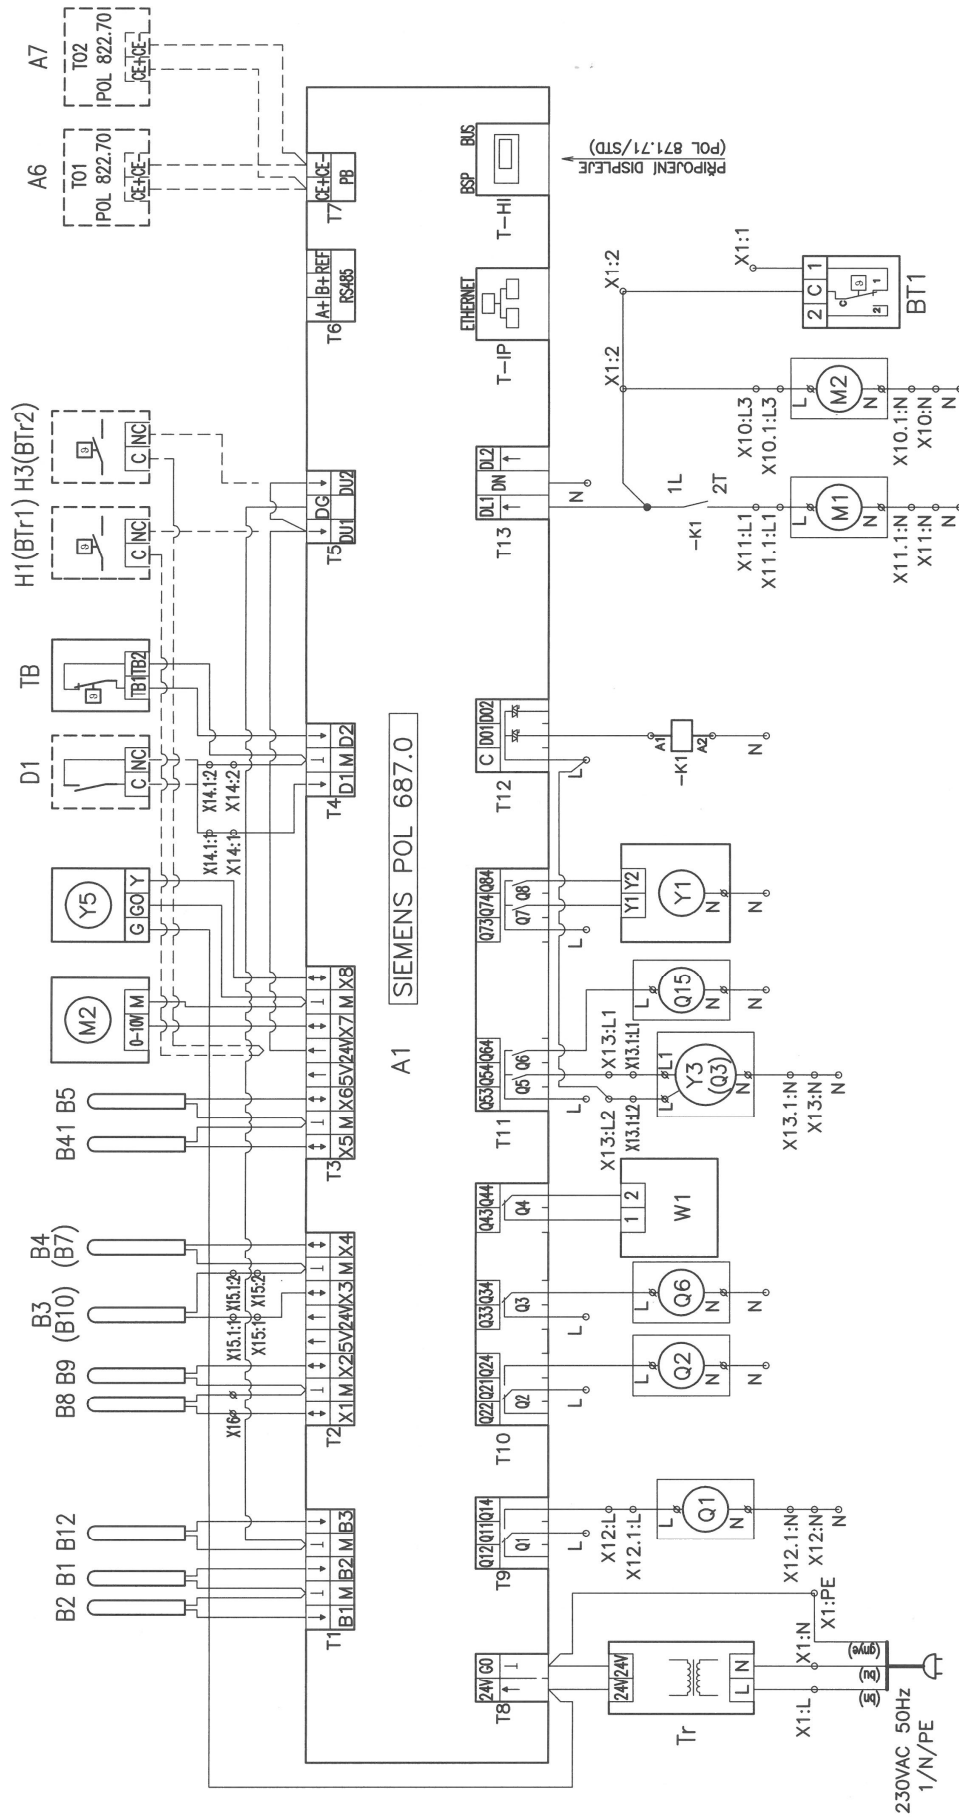 B2 B1 B12
B8 B9
B3
(B10)
B4
(B7)
B41 B5
M2
0-10V M
Y5
G GO Y
D1
C NC
TB
TB1 TB2
H1(BTr1) H3(BTr2)
C NC
C NC
A6
TO1
POL 822.70
CE+ CE-
A7
TO2
POL 822.70
CE+ CE-
X16
X15.1:1 X15.1:2
X15:1 X15:2
X14.1:1 X14.1:2
X14:1 X14:2
T1 B1 M B2 M B3
T2 X1 M X2 5V 24V X3 M X4
T3 X5 M X6 5V 24V X7 M X8
T4 D1 M D2
T5 DU1 DG DU2
T6 A+ B+ REF
RS485
T7 CE+ CE-
PB
A1
SIEMENS POL 687.0
T8 24V GO
T9 Q12 Q11 Q14
Q1
T10 Q22 Q21 Q24 Q33 Q34 Q43 Q44
Q2 Q3 Q4
T11 Q53 Q54 Q64 Q73 Q74 Q84
Q5 Q6 Q7 Q8
T12 C DO1 DO2
T13 DL1 DN DL2
T-IP
ETHERNET
T-HI
BSP BUS
PŘIPOJENÍ DISPLEJE
(POL 871.71/STD)
24V 24V
Tr
L N
X1:L X1:N X1:PE
(bn) (bu) (gnye)
230VAC 50Hz
1/N/PE
L
X12:L
X12.1:L
L
Q1
N
X12.1:N
X12:N
N
L
L
Q2
N
N
L
L
Q6
N
N
1 2
W1
L
X13:L2 X13:L1
X13.1:L2 X13.1:L1
L L1
Y3
(Q3)
N
X13.1:N
X13:N
N
L
Q15
N
N
L
Y1 Y2
Y1
N
N
L
A1
-K1
A2
N
N
1L
-K1
2T
X11:L1
X11.1:L1
L
M1
N
X11.1:N
X11:N
N
X1:2
X10:L3
X10.1:L3
L
M2
N
X10.1:N
X10:N
N
X1:2
X1:1
2 C 1
C
2 1
BT1